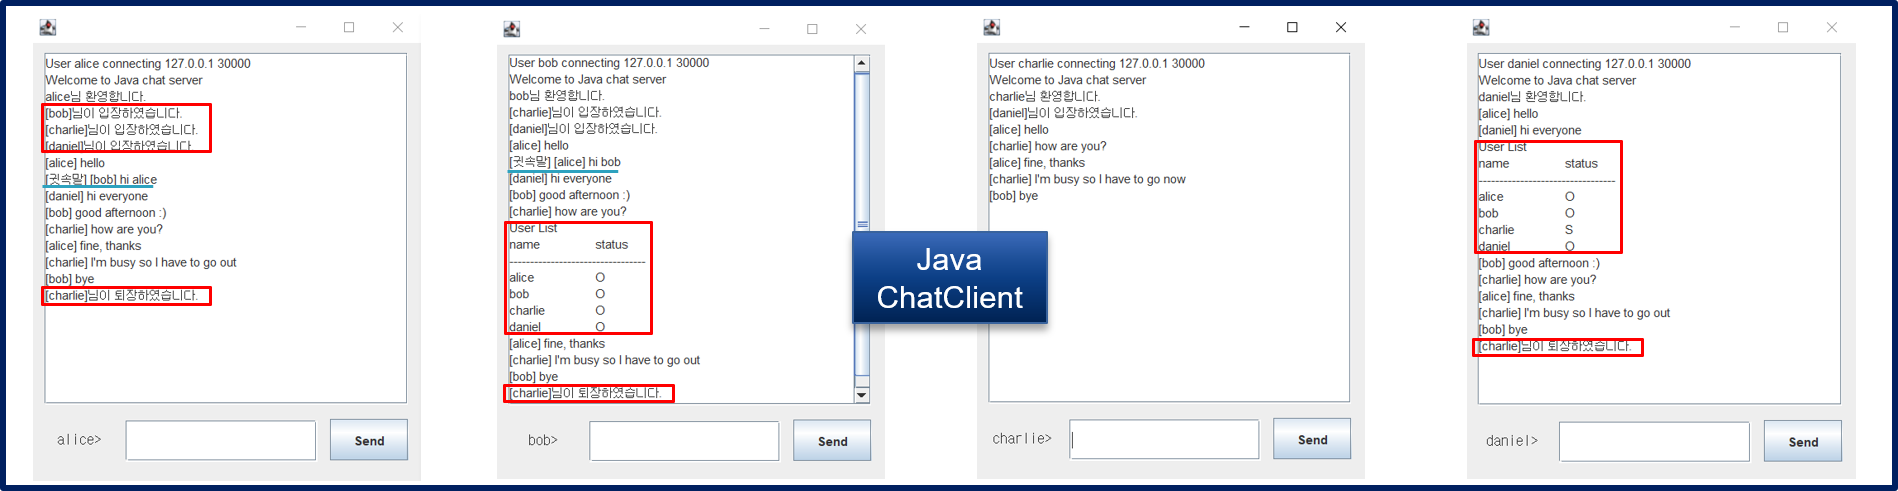 User alice connecting 127.0.0.1 30000
Welcome to Java chat server
alice님 환영합니다.
[bob]님이 입장하였습니다.
[charlie]님이 입장하였습니다.
[daniel]님이 입장하였습니다.
[alice] hello
[귓속말] [bob] hi alice
[daniel] hi everyone
[bob] good afternoon :)
[charlie] how are you?
[alice] fine, thanks
[charlie] I'm busy so I have to go out
[bob] bye
[charlie]님이 퇴장하였습니다.
alice>
Send
User bob connecting 127.0.0.1 30000
Welcome to Java chat server
bob님 환영합니다.
[charlie]님이 입장하였습니다.
[daniel]님이 입장하였습니다.
[alice] hello
[귓속말] [alice] hi bob
[daniel] hi everyone
[bob] good afternoon :)
[charlie] how are you?
User List
name status
---------------------------------
alice O
bob O
charlie O
daniel O
[alice] fine, thanks
[charlie] I'm busy so I have to go out
[bob] bye
[charlie]님이 퇴장하였습니다.
bob>
Send
Java
ChatClient
User charlie connecting 127.0.0.1 30000
Welcome to Java chat server
charlie님 환영합니다.
[daniel]님이 입장하였습니다.
[alice] hello
[charlie] how are you?
[alice] fine, thanks
[charlie] I'm busy so I have to go now
[bob] bye
charlie>
Send
User daniel connecting 127.0.0.1 30000
Welcome to Java chat server
daniel님 환영합니다.
[alice] hello
[daniel] hi everyone
User List
name status
---------------------------------
alice O
bob O
charlie S
daniel O
[bob] good afternoon :)
[charlie] how are you?
[alice] fine, thanks
[charlie] I'm busy so I have to go out
[bob] bye
[charlie]님이 퇴장하였습니다.
daniel>
Send